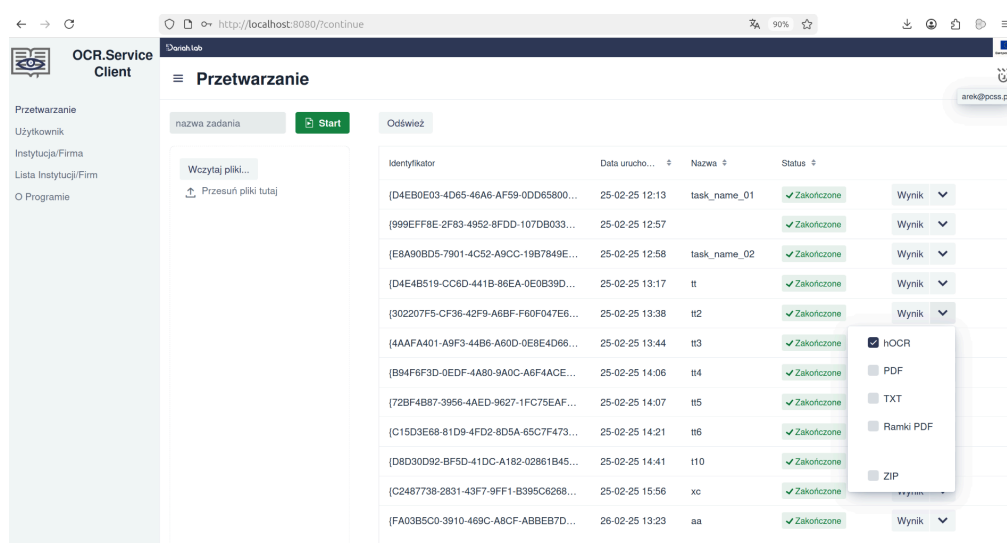 http://localhost:8080/?continue
90%
OCR.Service
Client
Dariah.lab
Przetwarzanie
arek@pcss.p
Przetwarzanie
Użytkownik
Instytucja/Firma
Lista Instytucji/Firm
O Programie
nazwa zadania Start Odśwież
Wczytaj pliki...
Przesuń pliki tutaj
Identyfikator Data urucho... Nazwa Status
{D4EB0E03-4D65-46A6-AF59-0DD65800... 25-02-25 12:13 task_name_01 Zakończone Wynik
{999EFF8E-2F83-4952-8FDD-107DB033... 25-02-25 12:57 Zakończone Wynik
{E8A90BD5-7901-4C52-A9CC-19B7849E... 25-02-25 12:58 task_name_02 Zakończone Wynik
{D4E4B519-CC6D-441B-86EA-0E0B39D... 25-02-25 13:17 tt Zakończone Wynik
{302207F5-CF36-42F9-A6BF-F60F047E6... 25-02-25 13:38 tt2 Zakończone Wynik
{4AAFA401-A9F3-44B6-A60D-0E8E4D66... 25-02-25 13:44 tt3 Zakończone
{B94F6F3D-0EDF-4A80-9A0C-A6F4ACE... 25-02-25 14:06 tt4 Zakończone
{72BF4B87-3956-4AED-9627-1FC75EAF... 25-02-25 14:07 tt5 Zakończone
{C15D3E68-81D9-4FD2-8D5A-65C7F473... 25-02-25 14:21 tt6 Zakończone
{D8D30D92-BF5D-41DC-A182-02861B45... 25-02-25 14:41 t10 Zakończone
{C2487738-2831-43F7-9FF1-B395C6268... 25-02-25 15:56 xc Zakończone Wynik
{FA03B5C0-3910-469C-A8CF-ABBEB7D... 26-02-25 13:23 aa Zakończone Wynik
hOCR
PDF
TXT
Ramki PDF
ZIP